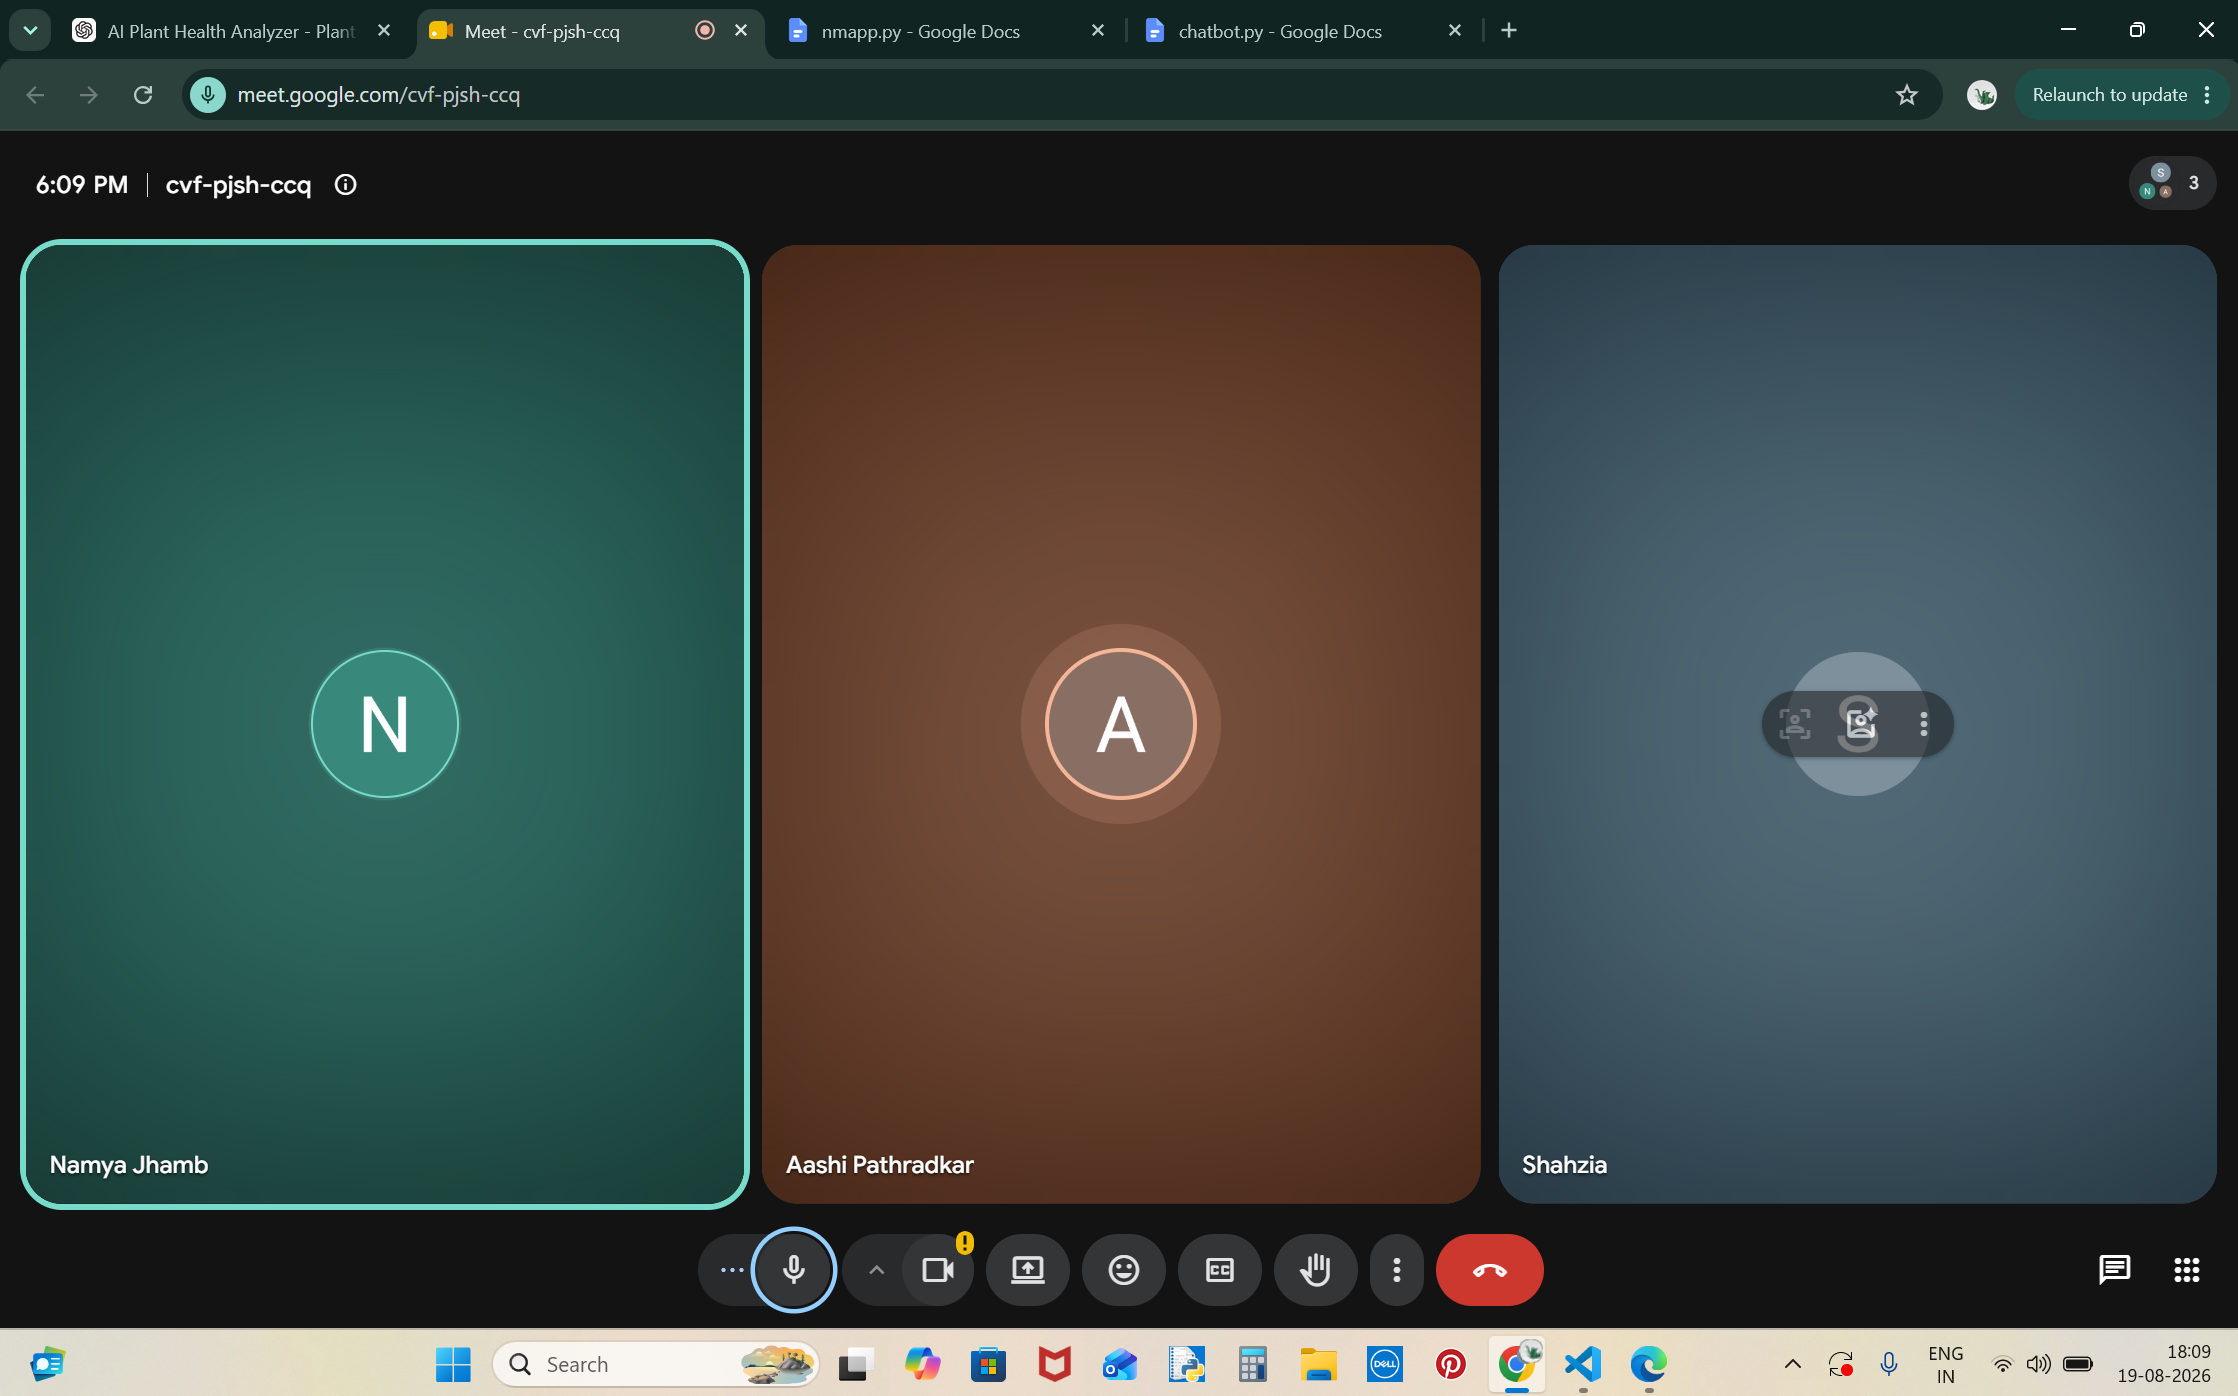 AI Plant Health Analyzer - Plant
Meet - cvf-pjsh-ccq
nmapp.py - Google Docs
chatbot.py - Google Docs
meet.google.com/cvf-pjsh-ccq
Relaunch to update
6:09 PM
cvf-pjsh-ccq
S
N A
3
N
A
S
Namya Jhamb
Aashi Pathradkar
Shahzia
CC
Search
DELL
ENG
IN
18:09
19-08-2026